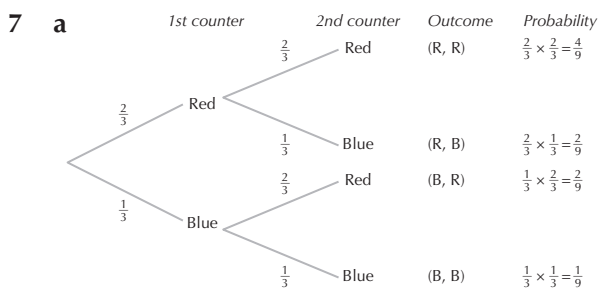 7 a 1st counter 2nd counter Outcome Probability
2/3 Red (R, R) 2/3 × 2/3 = 4/9
2/3 Red
1/3 Blue (R, B) 2/3 × 1/3 = 2/9
2/3 Red (B, R) 1/3 × 2/3 = 2/9
1/3 Blue
1/3 Blue (B, B) 1/3 × 1/3 = 1/9